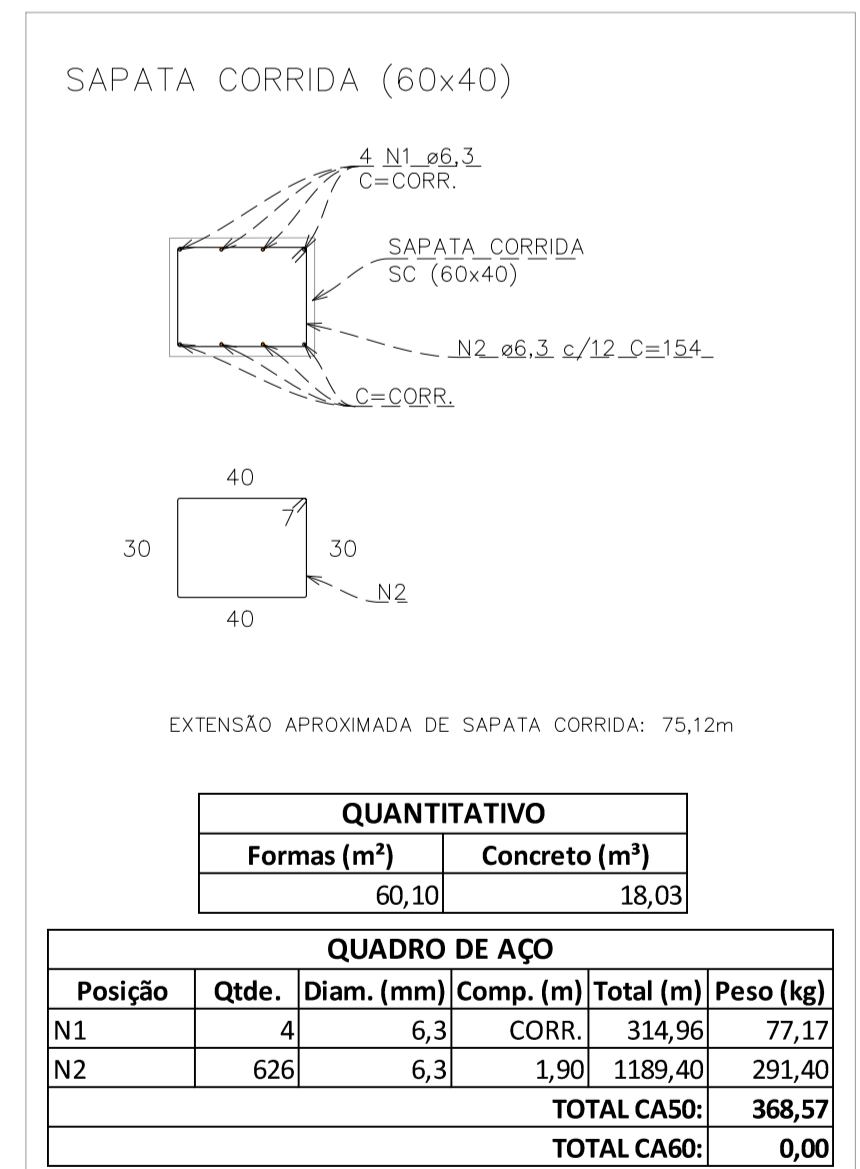 SAPATA CORRIDA (60x40)
4 N1 ø6,3
C=CORR.
SAPATA CORRIDA
SC (60x40)
N2 ø6,3 c/12 C=154
C=CORR.
40
7
30
30
N2
40
EXTENSÃO APROXIMADA DE SAPATA CORRIDA: 75,12m
QUANTITATIVO
Formas (m²) Concreto (m³)
60,10 18,03
QUADRO DE AÇO
Posição Qtde. Diam. (mm) Comp. (m) Total (m) Peso (kg)
N1 4 6,3 CORR. 314,96 77,17
N2 626 6,3 1,90 1189,40 291,40
TOTAL CA50: 368,57
TOTAL CA60: 0,00